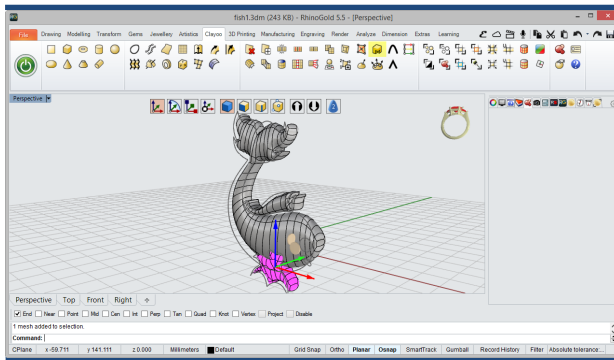 fish1.3dm (243 KB) - RhinoGold 5.5 - [Perspective]
File Drawing Modelling Transform Gems Jewellery Artistics Clayoo 3D Printing Manufacturing Engraving Render Analyze Dimension Extras Learning
Perspective
Perspective Top Front Right
End Near Point Mid Cen Int Perp Tan Quad Knot Vertex Project Disable
1 mesh added to selection.
Command:
CPlane x -59.711 y 141.111 z 0.000 Millimeters Default Grid Snap Ortho Planar Osnap SmartTrack Gumball Record History Filter Absolute tolerance:...